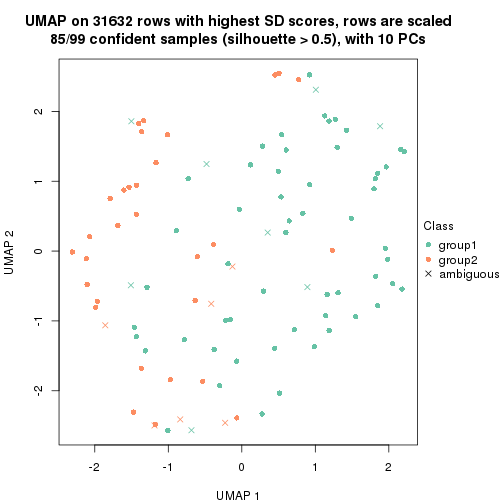 UMAP on 31632 rows with highest SD scores, rows are scaled
85/99 confident samples (silhouette > 0.5), with 10 PCs
2
1
0
-1
-2
UMAP 2
-2
-1
0
1
2
UMAP 1
Class
group1
group2
ambiguous